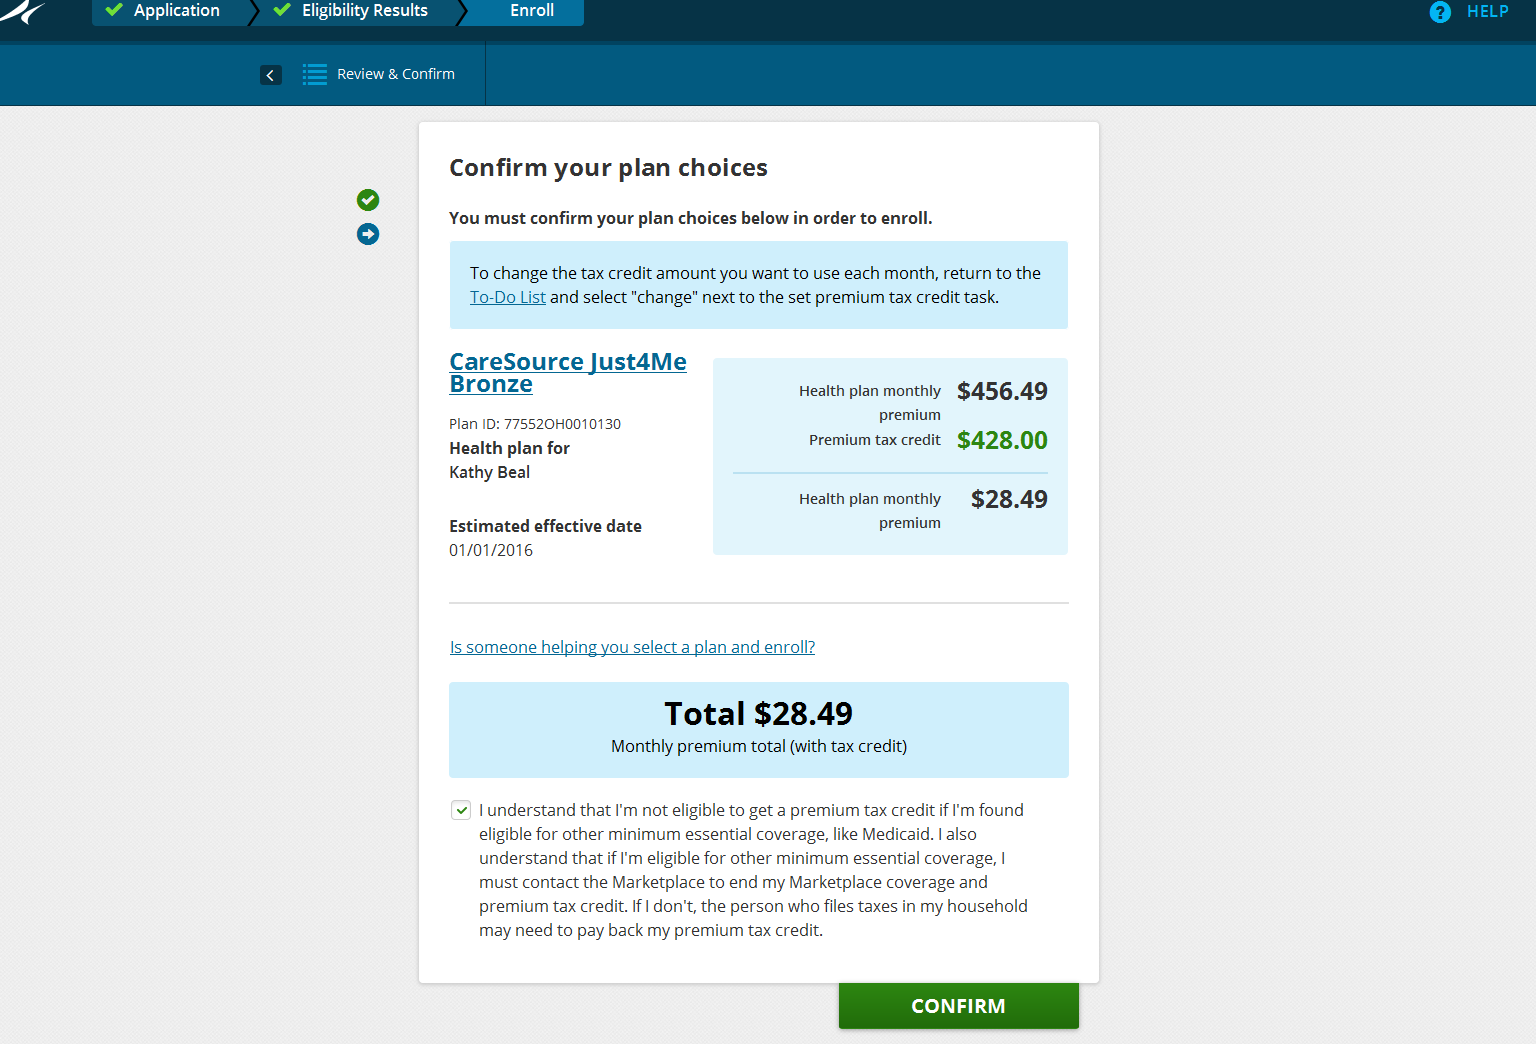 Application
Eligibility Results
Enroll
? HELP
Review & Confirm
Confirm your plan choices
You must confirm your plan choices below in order to enroll.
To change the tax credit amount you want to use each month, return to the
To-Do List and select "change" next to the set premium tax credit task.
CareSource Just4Me
Bronze
Plan ID: 77552OH0010130
Health plan for
Kathy Beal
Estimated effective date
01/01/2016
Health plan monthly $456.49
premium
Premium tax credit $428.00
Health plan monthly $28.49
premium
Is someone helping you select a plan and enroll?
Total $28.49
Monthly premium total (with tax credit)
I understand that I'm not eligible to get a premium tax credit if I'm found
eligible for other minimum essential coverage, like Medicaid. I also
understand that if I'm eligible for other minimum essential coverage, I
must contact the Marketplace to end my Marketplace coverage and
premium tax credit. If I don't, the person who files taxes in my household
may need to pay back my premium tax credit.
CONFIRM